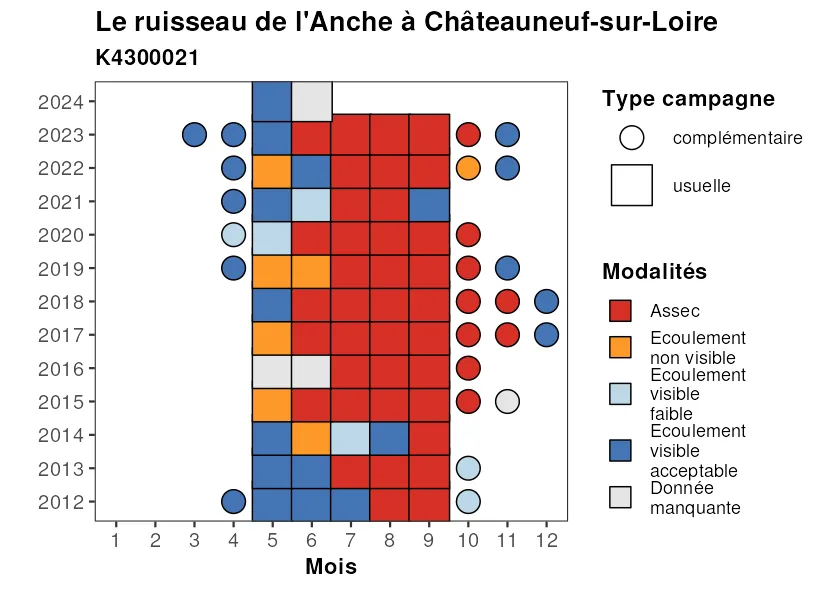 Le ruisseau de l'Anche à Châteauneuf-sur-Loire
K4300021
2024
2023
2022
2021
2020
2019
2018
2017
2016
2015
2014
2013
2012
1 2 3 4 5 6 7 8 9 10 11 12
Mois
Type campagne
complémentaire
usuelle
Modalités
Assec
Ecoulement
non visible
Ecoulement
visible
faible
Ecoulement
visible
acceptable
Donnée
manquante